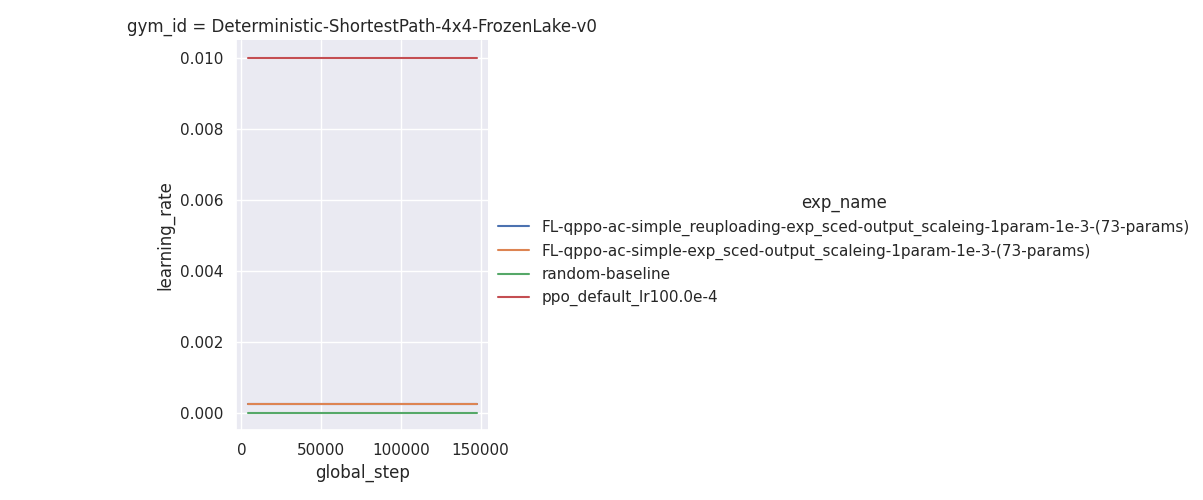 gym_id = Deterministic-ShortestPath-4x4-FrozenLake-v0
0.010
0.008
0.006
0.004
0.002
0.000
learning_rate
0 50000 100000 150000
global_step
exp_name
FL-qppo-ac-simple_reuploading-exp_sced-output_scaleing-1param-1e-3-(73-params)
FL-qppo-ac-simple-exp_sced-output_scaleing-1param-1e-3-(73-params)
random-baseline
ppo_default_lr100.0e-4